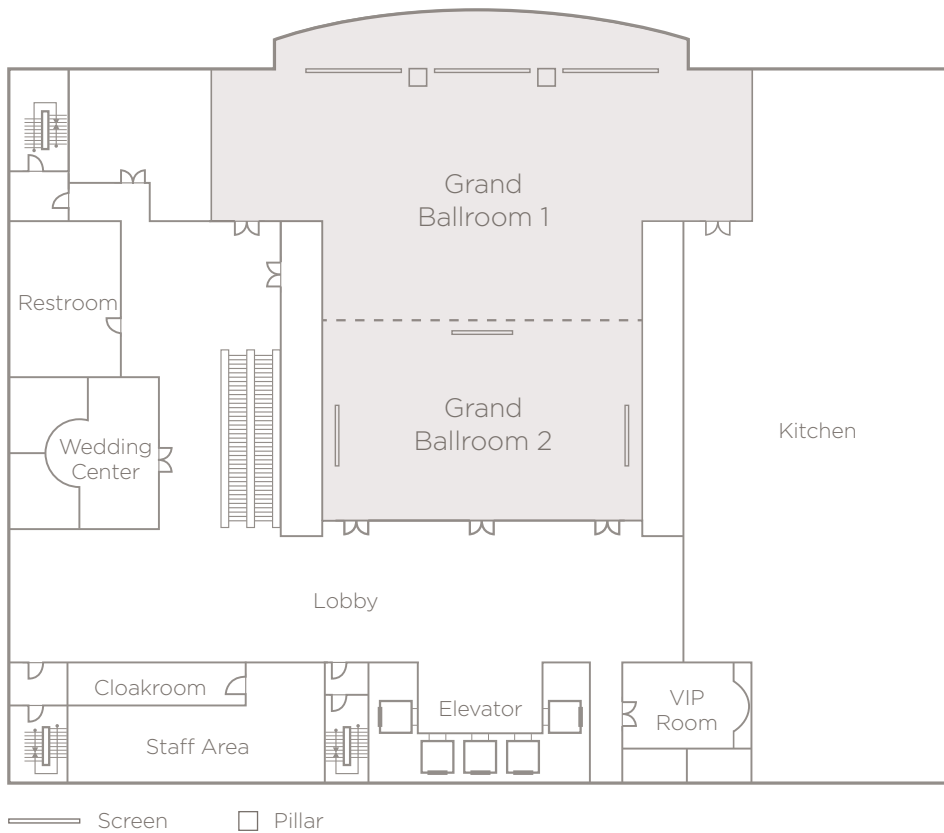 Grand
Ballroom 1
Restroom
Grand
Ballroom 2
Wedding
Center
Kitchen
Lobby
Cloakroom
Staff Area
Elevator
VIP
Room
Screen
Pillar